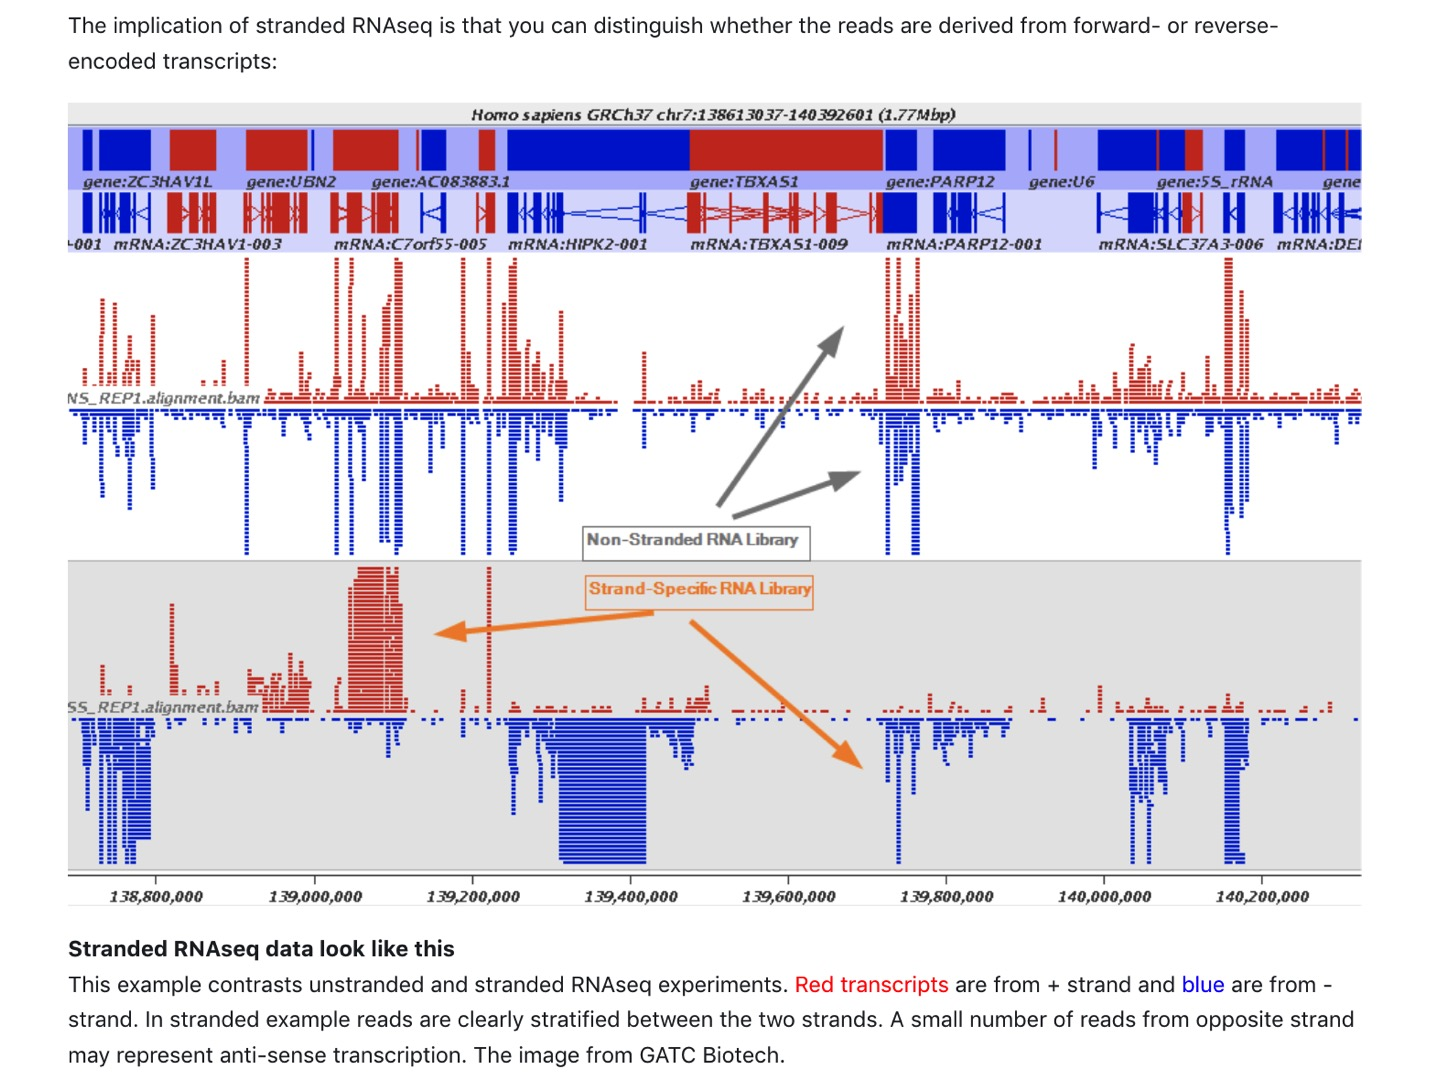 The implication of stranded RNAseq is that you can distinguish whether the reads are derived from forward- or reverse-
encoded transcripts:
Homo sapiens GRCh37 chr7:138613037-140392601 (1.77Mbp)
gene:ZC3HAV1L gene:UBN2 gene:AC083883.1 gene:TBXAS1 gene:PARP12 gene:U6 gene:5S_rRNA gene
-001 mRNA:ZC3HAV1-003 mRNA:C7orf55-005 mRNA:HIPK2-001 mRNA:TBXAS1-009 mRNA:PARP12-001 mRNA:SLC37A3-006 mRNA:DE
NS_REP1.alignment.bam
Non-Stranded RNA Library
Strand-Specific RNA Library
SS_REP1.alignment.bam
138,800,000 139,000,000 139,200,000 139,400,000 139,600,000 139,800,000 140,000,000 140,200,000
Stranded RNAseq data look like this
This example contrasts unstranded and stranded RNAseq experiments. Red transcripts are from + strand and blue are from -
strand. In stranded example reads are clearly stratified between the two strands. A small number of reads from opposite strand
may represent anti-sense transcription. The image from GATC Biotech.